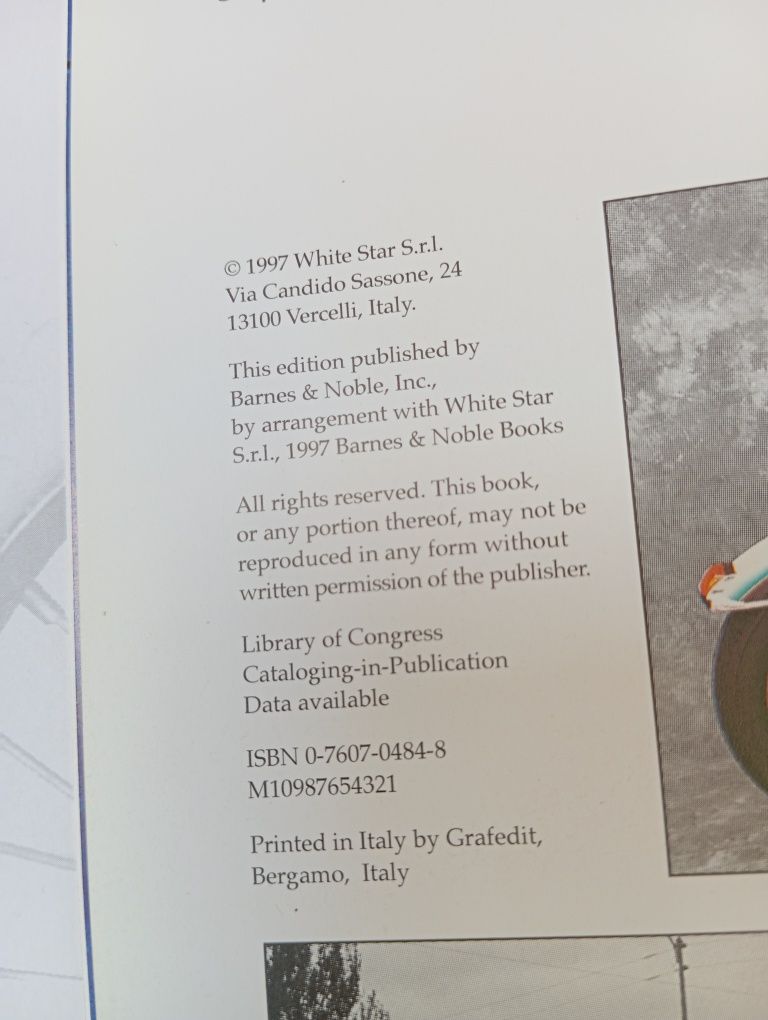 © 1997 White Star S.r.l.
Via Candido Sassone, 24
13100 Vercelli, Italy.
This edition published by
Barnes & Noble, Inc.,
by arrangement with White Star
S.r.l., 1997 Barnes & Noble Books
All rights reserved. This book,
or any portion thereof, may not be
reproduced in any form without
written permission of the publisher.
Library of Congress
Cataloging-in-Publication
Data available
ISBN 0-7607-0484-8
M10987654321
Printed in Italy by Grafedit,
Bergamo, Italy